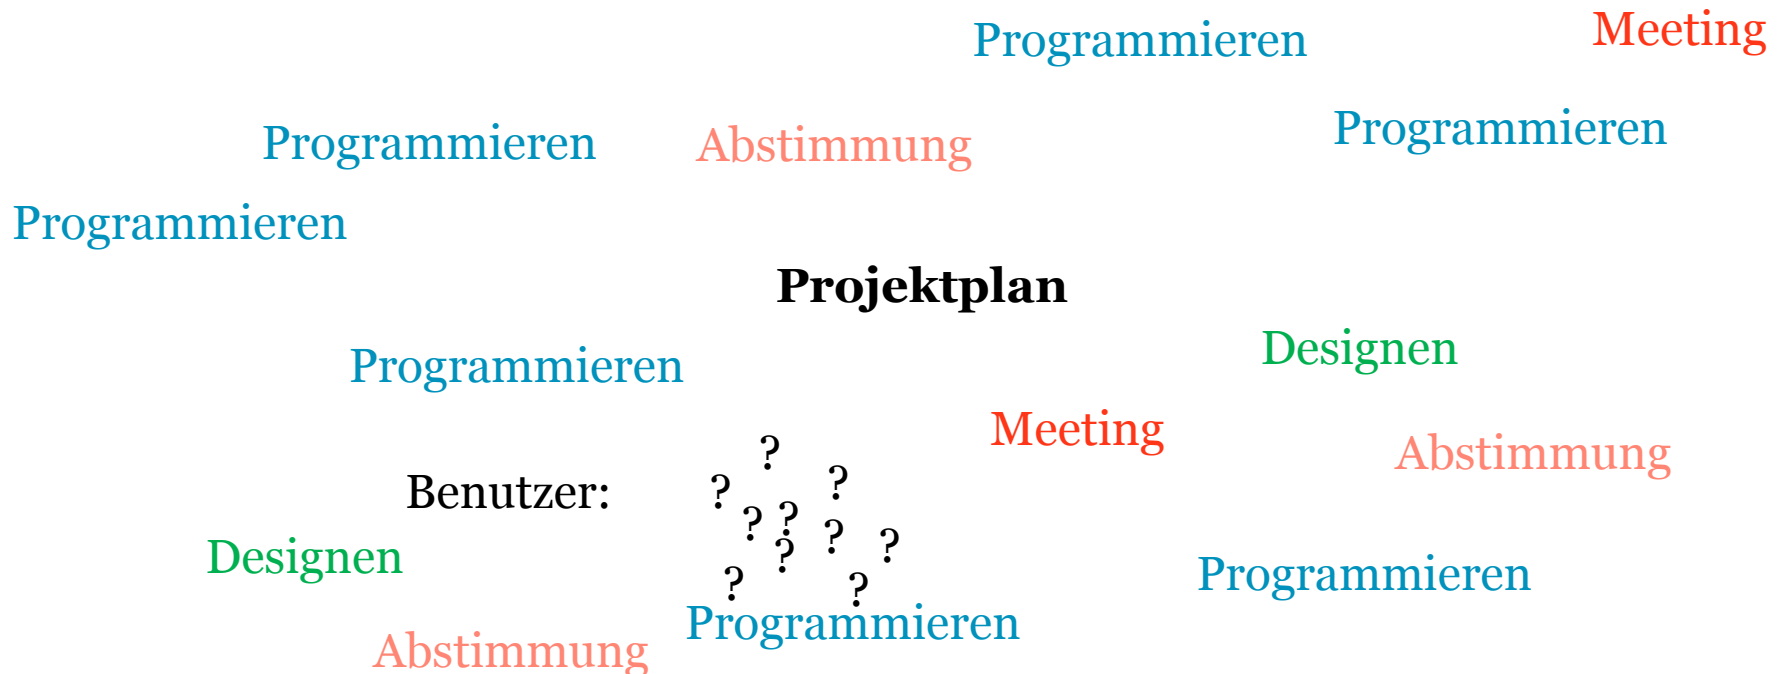 Meeting
Programmieren
Programmieren
Programmieren
Abstimmung
Programmieren
Projektplan
Designen
Programmieren
Meeting
Abstimmung
?
? ?
Benutzer:
? ? ? ?
?
Designen
? ?
Programmieren
Programmieren
Abstimmung